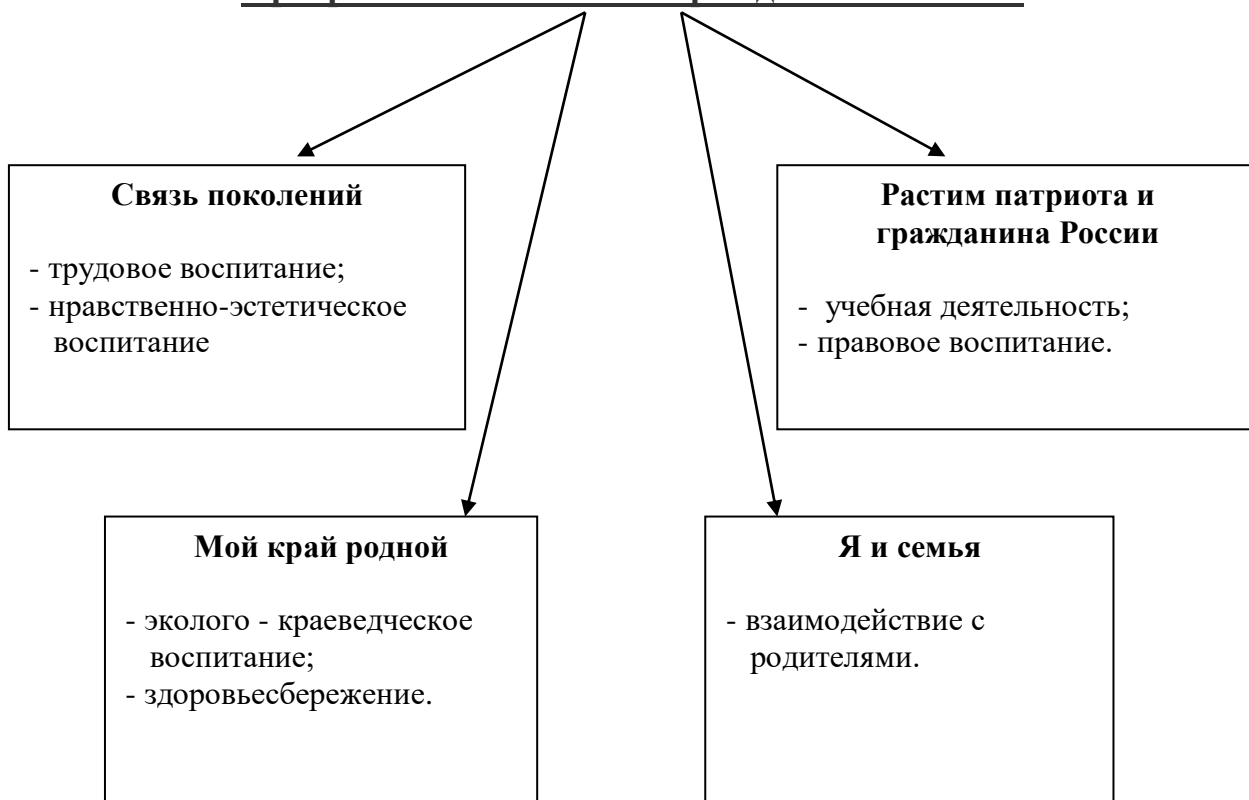 Связь поколений
- трудовое воспитание;
- нравственно-эстетическое
воспитание
Растим патриота и
гражданина России
- учебная деятельность;
- правовое воспитание.
Мой край родной
- эколого - краеведческое
воспитание;
- здоровьесбережение.
Я и семья
- взаимодействие с
родителями.